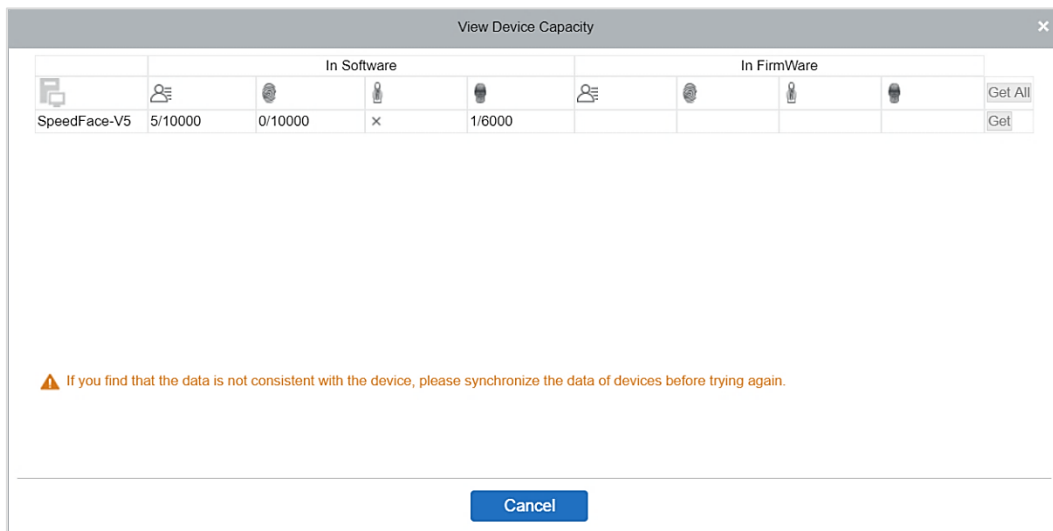 View Device Capacity ×
In Software In FirmWare
Get All
SpeedFace-V5 5/10000 0/10000 × 1/6000 Get
If you find that the data is not consistent with the device, please synchronize the data of devices before trying again.
Cancel